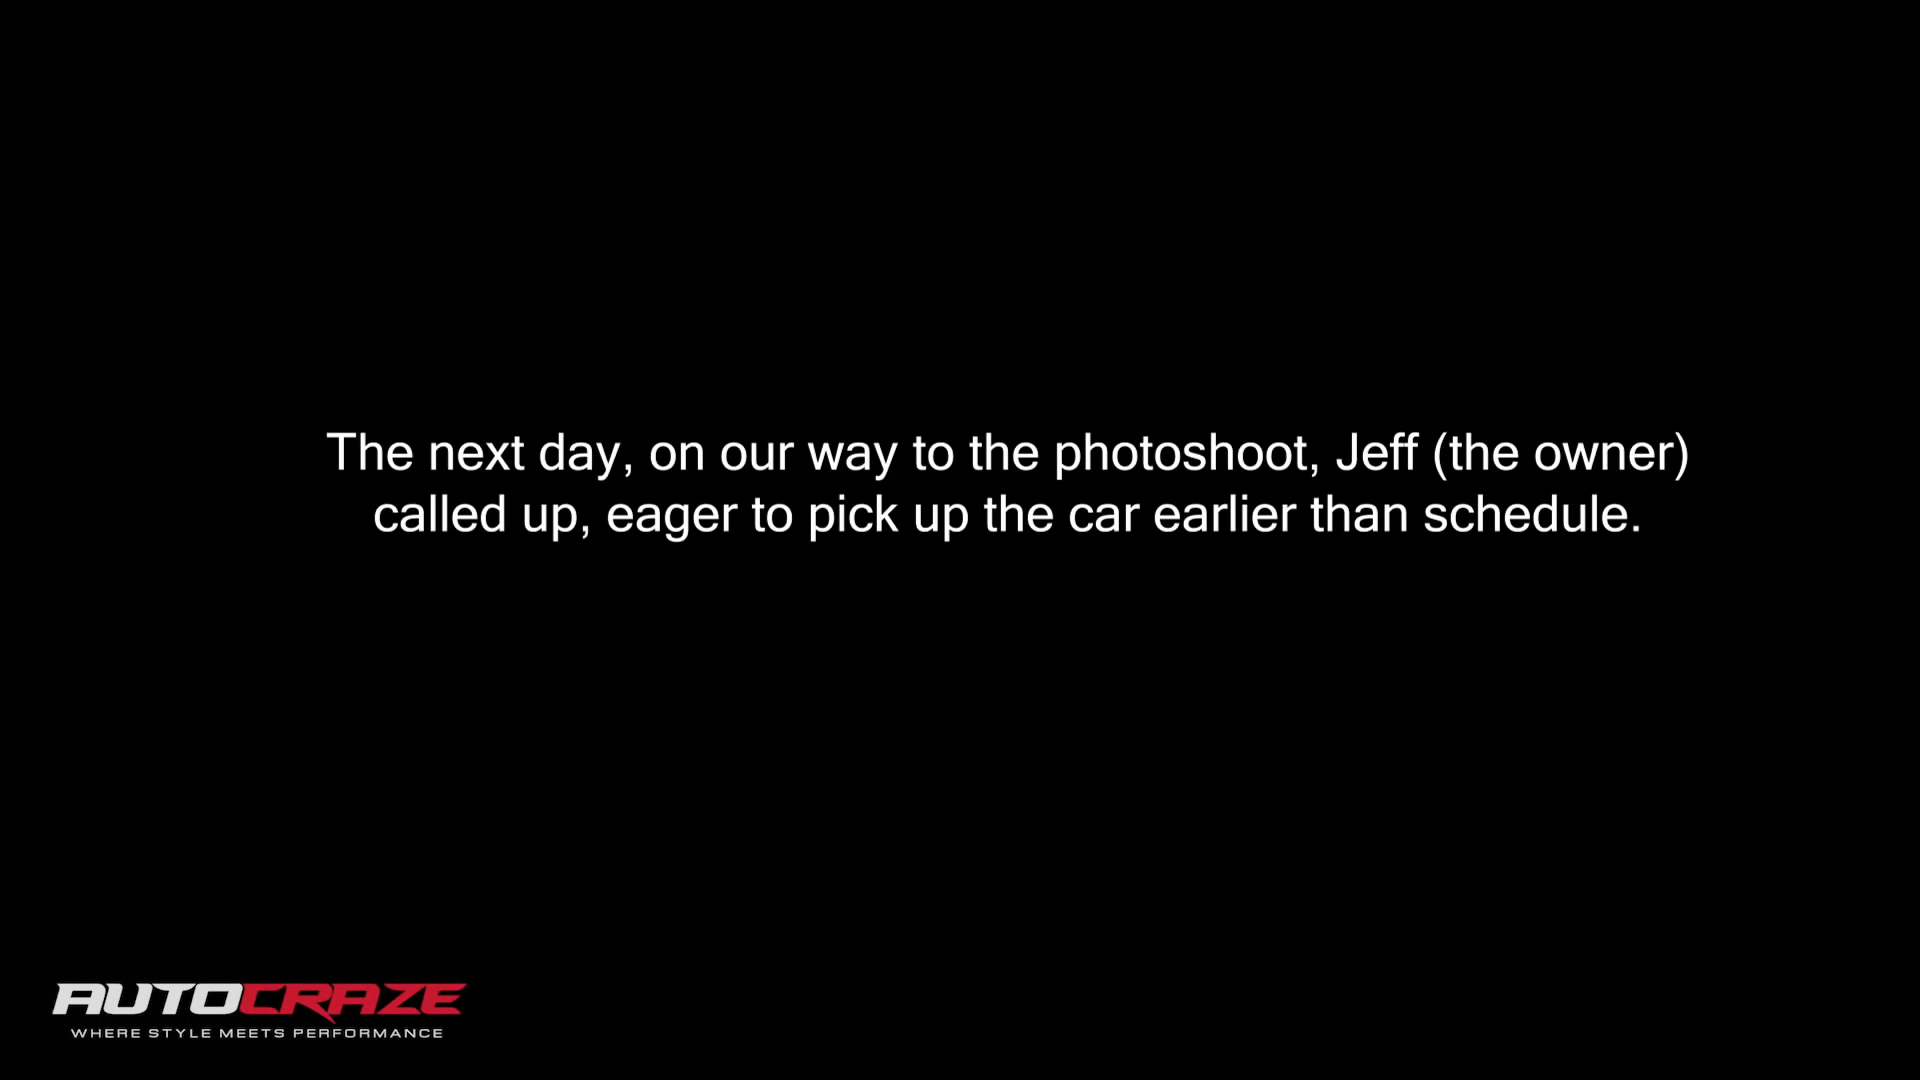 The next day, on our way to the photoshoot, Jeff (the owner)
called up, eager to pick up the car earlier than schedule.
AUTOCRAZE
WHERE STYLE MEETS PERFORMANCE